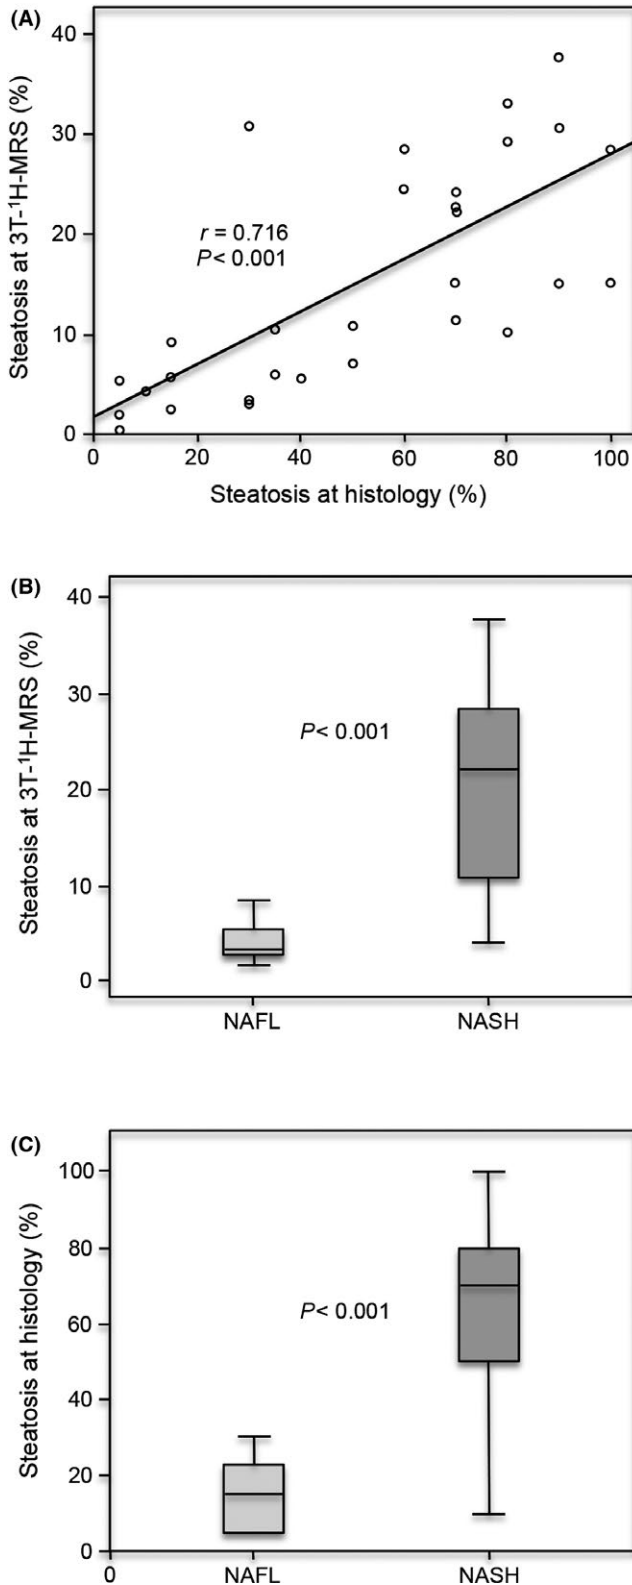 (A)
Steatosis at 3T-¹H-MRS (%)
40
30
20
10
0
r = 0.716
P< 0.001
0 20 40 60 80 100
Steatosis at histology (%)
(B)
Steatosis at 3T-¹H-MRS (%)
40
30
20
10
0
P< 0.001
NAFL NASH
(C)
Steatosis at histology (%)
100
80
60
40
20
0
P< 0.001
0 NAFL NASH